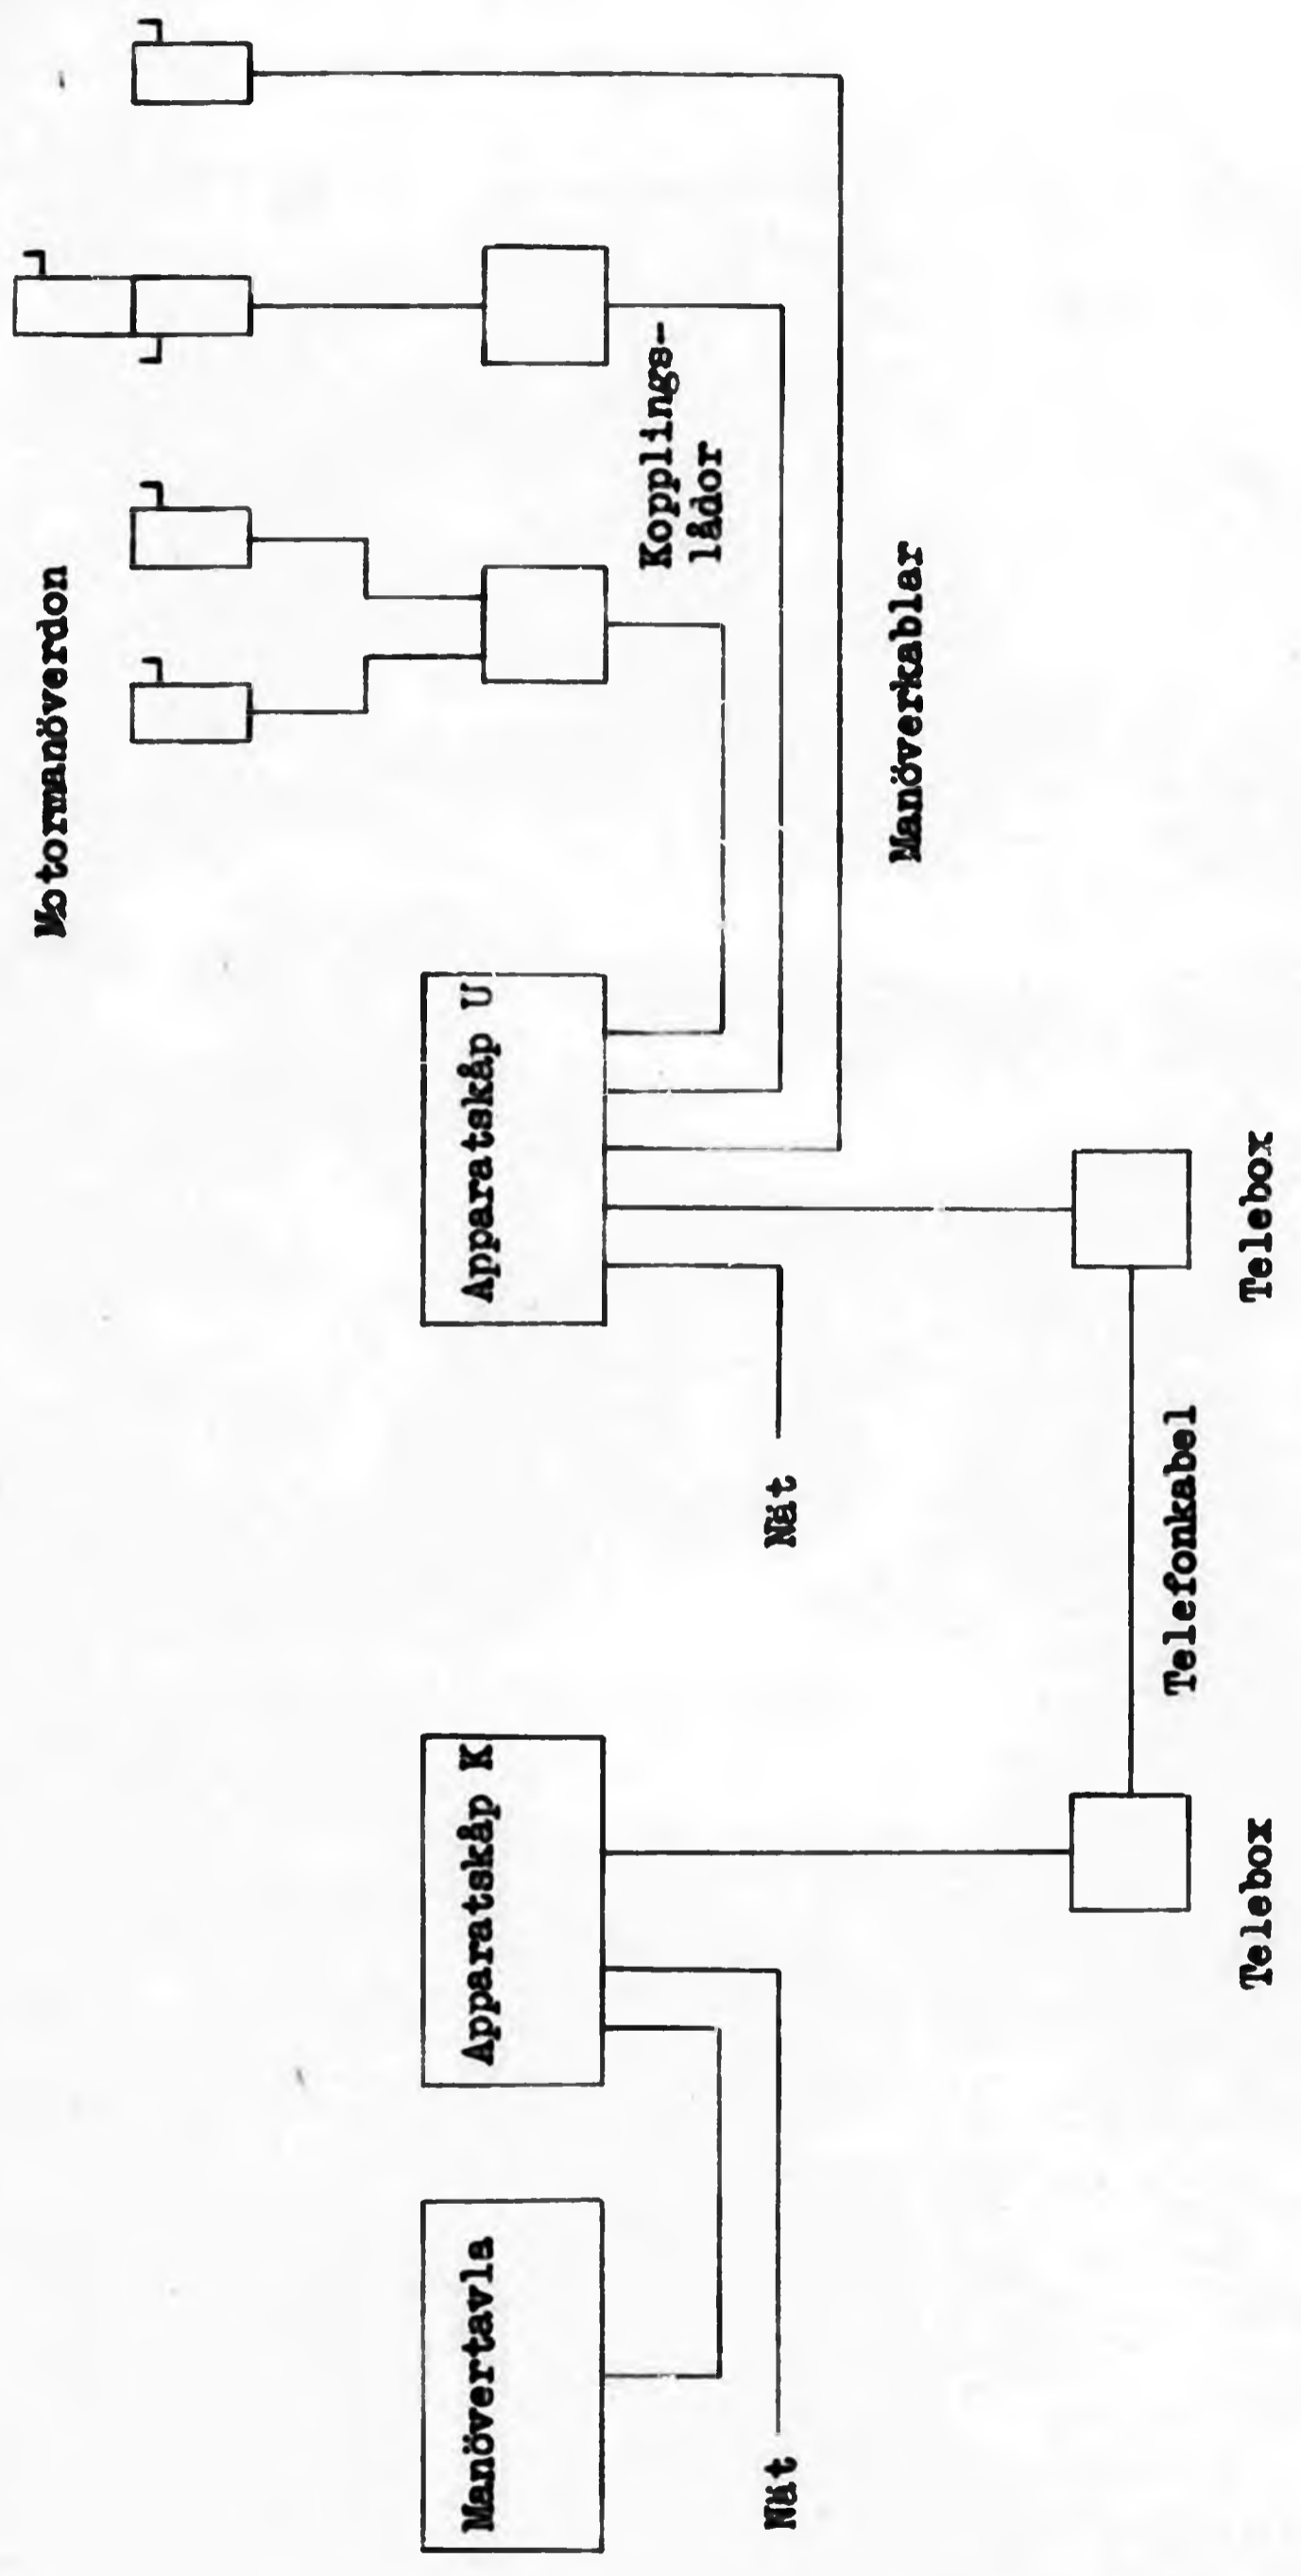 Motormanöverdon
Kopplings-
lådor
Manöverkablar
Manövertavla
Apparatskåp K
Apparatskåp U
Nät
Nät
Telefonkabel
Telebox
Telebox